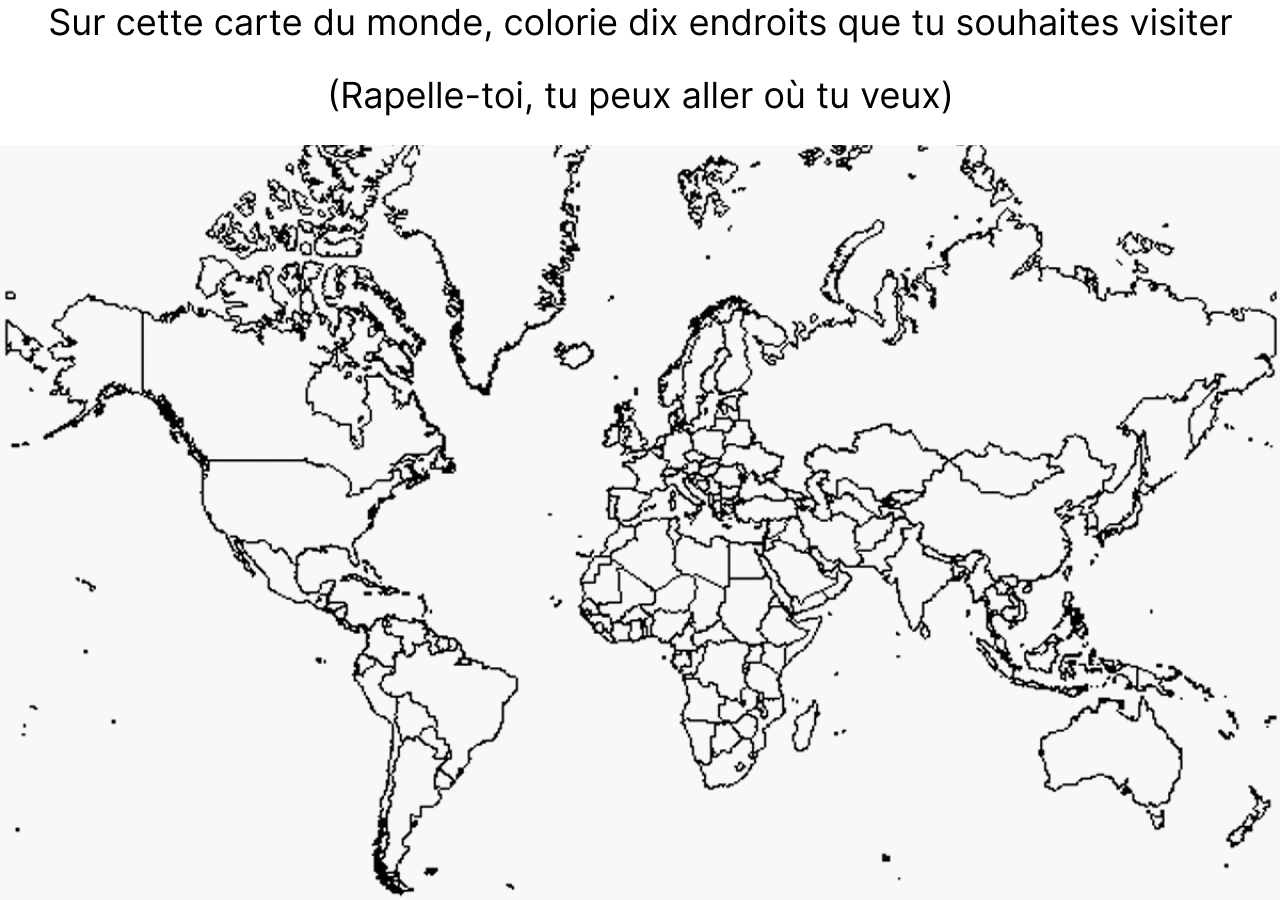 Sur cette carte du monde, colorie dix endroits que tu souhaites visiter
(Rapelle-toi, tu peux aller où tu veux)